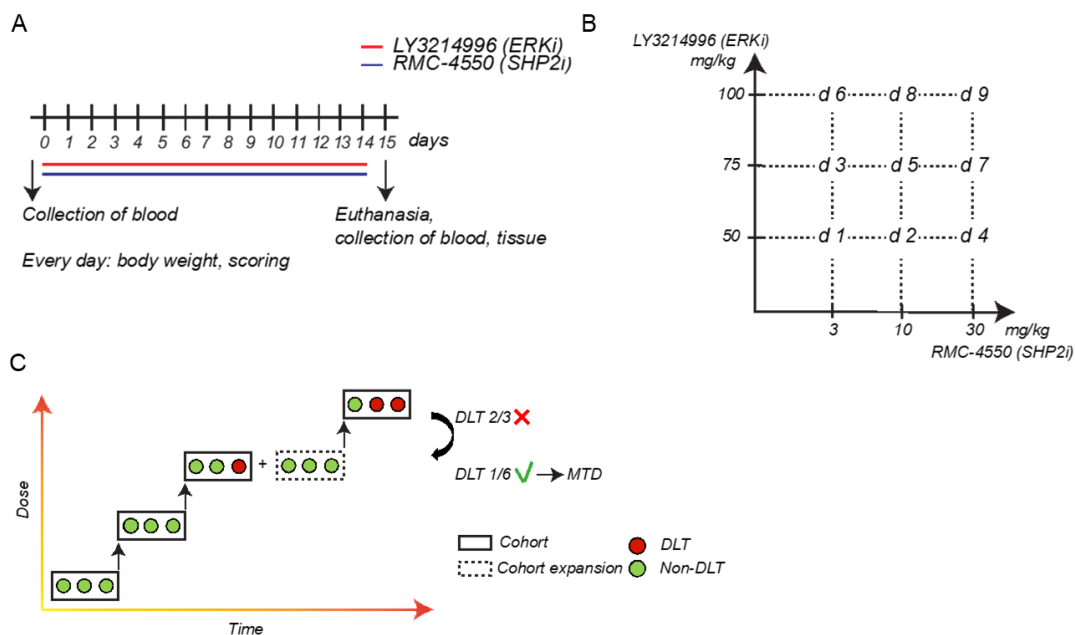 A
LY3214996 (ERKi)
RMC-4550 (SHP2i)
0 1 2 3 4 5 6 7 8 9 10 11 12 13 14 15 days
Collection of blood
Euthanasia,
collection of blood, tissue
Every day: body weight, scoring
B
LY3214996 (ERKi)
mg/kg
100 d 6 d 8 d 9
75 d 3 d 5 d 7
50 d 1 d 2 d 4
3 10 30 mg/kg
RMC-4550 (SHP2i)
C
Dose
Time
+
DLT 2/3
DLT 1/6 MTD
Cohort
Cohort expansion
DLT
Non-DLT